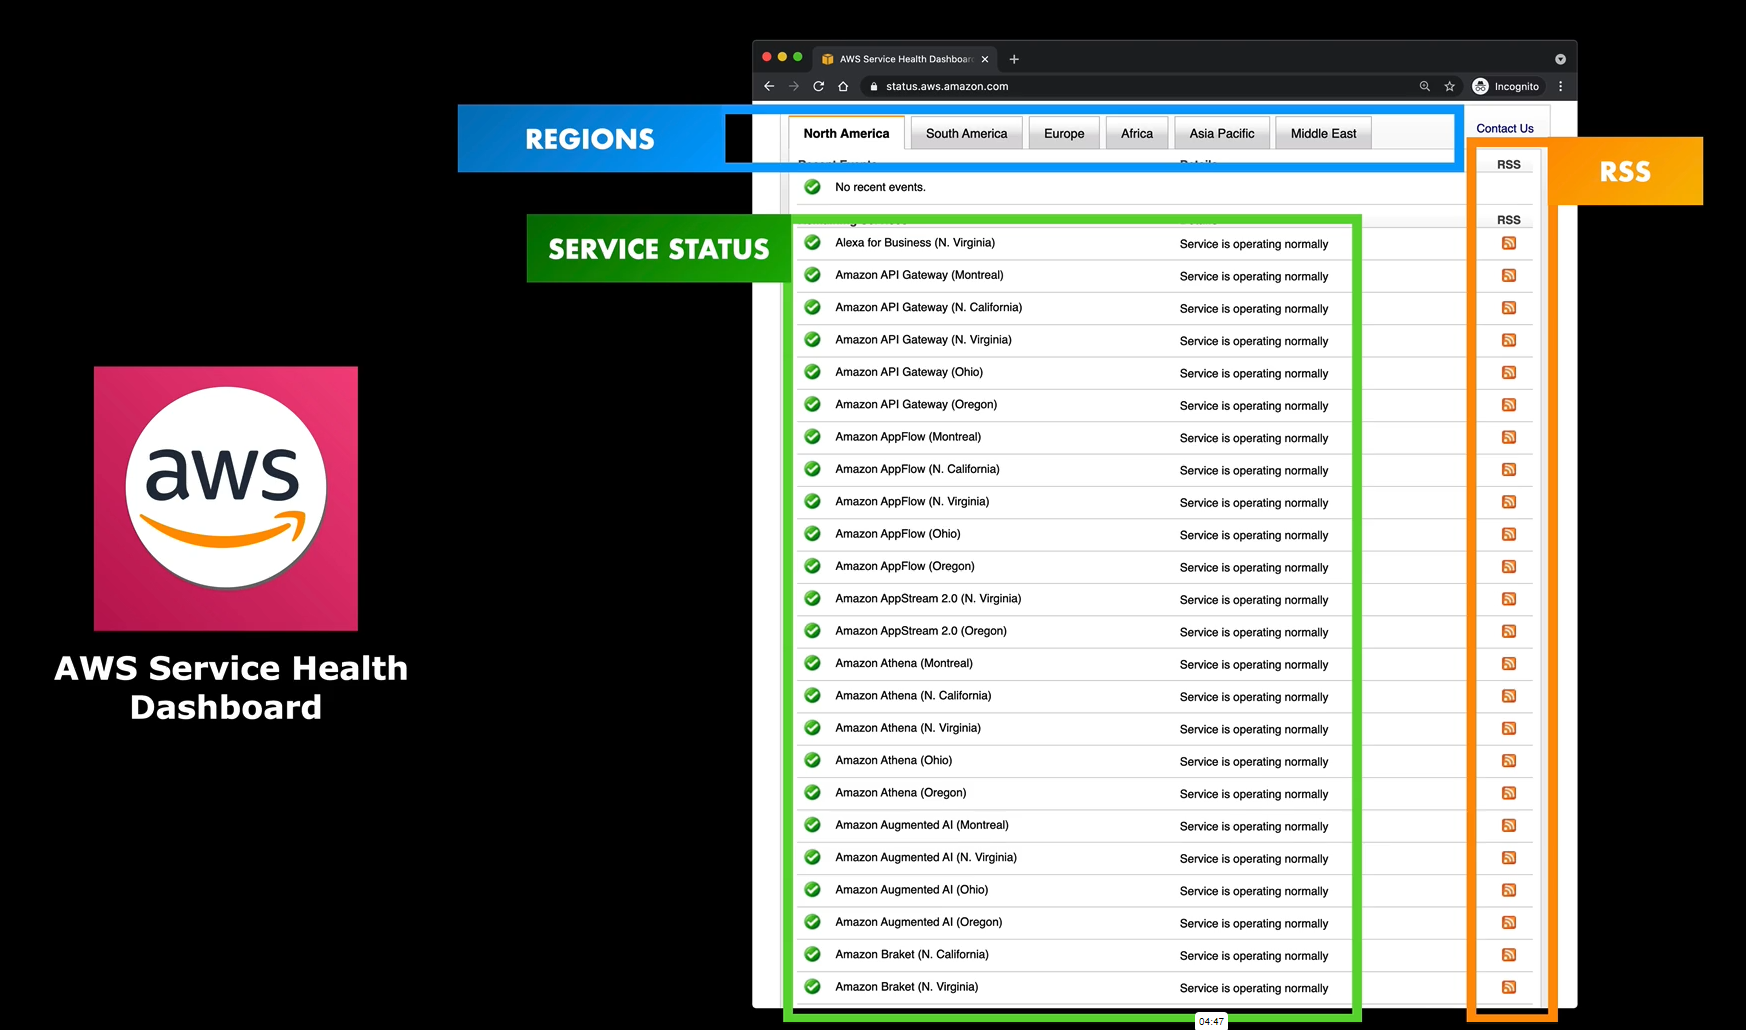 AWS Service Health Dashboard
status.aws.amazon.com
Incognito
REGIONS
North America
South America
Europe
Africa
Asia Pacific
Middle East
Contact Us
RSS
RSS
No recent events.
RSS
SERVICE STATUS
Alexa for Business (N. Virginia) Service is operating normally
Amazon API Gateway (Montreal) Service is operating normally
Amazon API Gateway (N. California) Service is operating normally
Amazon API Gateway (N. Virginia) Service is operating normally
Amazon API Gateway (Ohio) Service is operating normally
Amazon API Gateway (Oregon) Service is operating normally
Amazon AppFlow (Montreal) Service is operating normally
Amazon AppFlow (N. California) Service is operating normally
Amazon AppFlow (N. Virginia) Service is operating normally
Amazon AppFlow (Ohio) Service is operating normally
Amazon AppFlow (Oregon) Service is operating normally
Amazon AppStream 2.0 (N. Virginia) Service is operating normally
Amazon AppStream 2.0 (Oregon) Service is operating normally
Amazon Athena (Montreal) Service is operating normally
Amazon Athena (N. California) Service is operating normally
Amazon Athena (N. Virginia) Service is operating normally
Amazon Athena (Ohio) Service is operating normally
Amazon Athena (Oregon) Service is operating normally
Amazon Augmented AI (Montreal) Service is operating normally
Amazon Augmented AI (N. Virginia) Service is operating normally
Amazon Augmented AI (Ohio) Service is operating normally
Amazon Augmented AI (Oregon) Service is operating normally
Amazon Braket (N. California) Service is operating normally
Amazon Braket (N. Virginia) Service is operating normally
aws
AWS Service Health
Dashboard
04:47